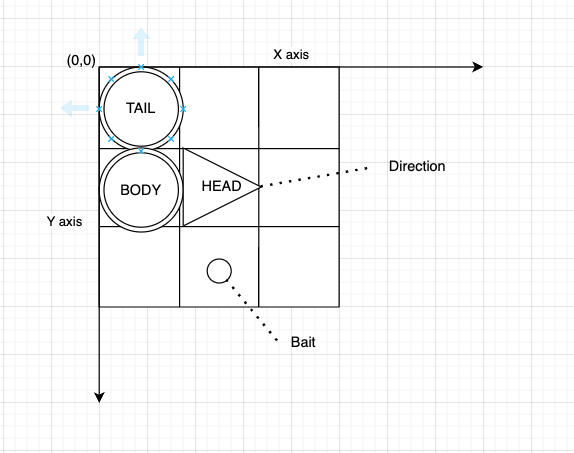 (0,0)
X axis
TAIL
BODY
HEAD
Direction
Y axis
Bait